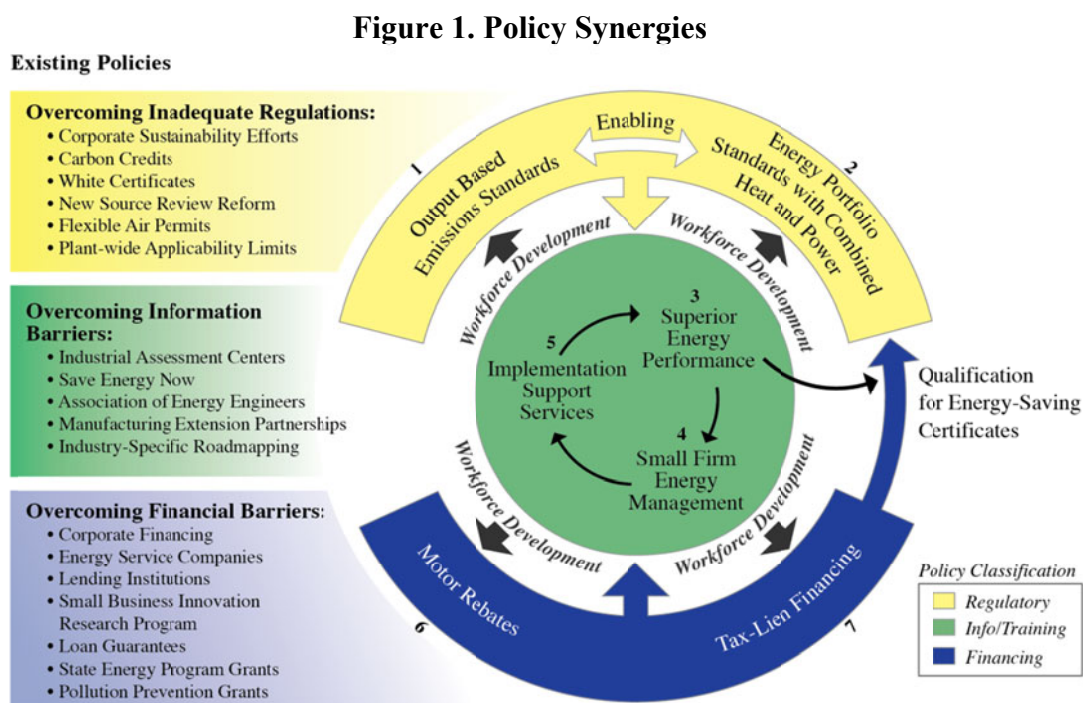 Figure 1. Policy Synergies
Existing Policies
Overcoming Inadequate Regulations:
• Corporate Sustainability Efforts
• Carbon Credits
• White Certificates
• New Source Review Reform
• Flexible Air Permits
• Plant-wide Applicability Limits
Overcoming Information
Barriers:
• Industrial Assessment Centers
• Save Energy Now
• Association of Energy Engineers
• Manufacturing Extension Partnerships
• Industry-Specific Roadmapping
Overcoming Financial Barriers:
• Corporate Financing
• Energy Service Companies
• Lending Institutions
• Small Business Innovation
Research Program
• Loan Guarantees
• State Energy Program Grants
• Pollution Prevention Grants
1
Output Based
Emissions Standards
Enabling
2
Energy Portfolio
Standards with Combined
Heat and Power
Workforce Development
Workforce Development
3
Superior
Energy
Performance
5
Implementation
Support
Services
4
Small Firm
Energy
Management
Qualification
for Energy-Saving
Certificates
Workforce Development
Workforce Development
6
Motor Rebates
Tax-Lien Financing
7
Policy Classification
Regulatory
Info/Training
Financing